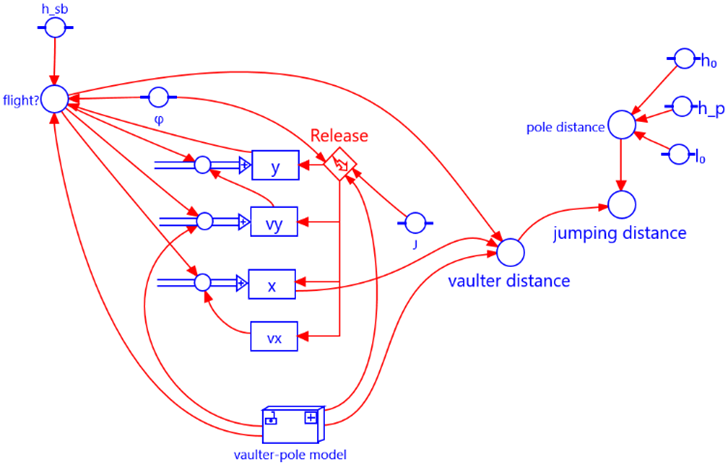 h_sb
flight?
φ
Release
y
vy
x
vx
J
vaulter-pole model
h₀
h_p
l₀
pole distance
jumping distance
vaulter distance